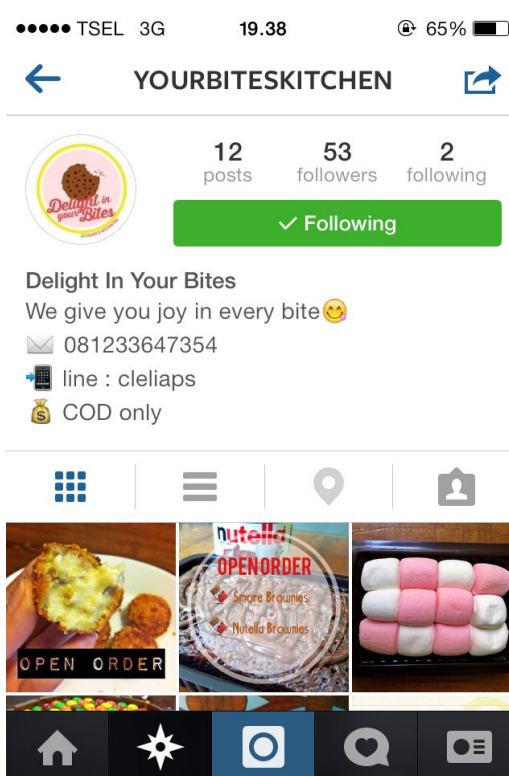 TSEL 3G 19.38 65%
YOURBITESKITCHEN
12 53 2
posts followers following
Following
Delight in
your Bites
Delight In Your Bites
We give you joy in every bite😋
081233647354
line : cleliaps
COD only
OPEN ORDER
nutella
OPEN ORDER
Smore Brownies
Nutella Brownies